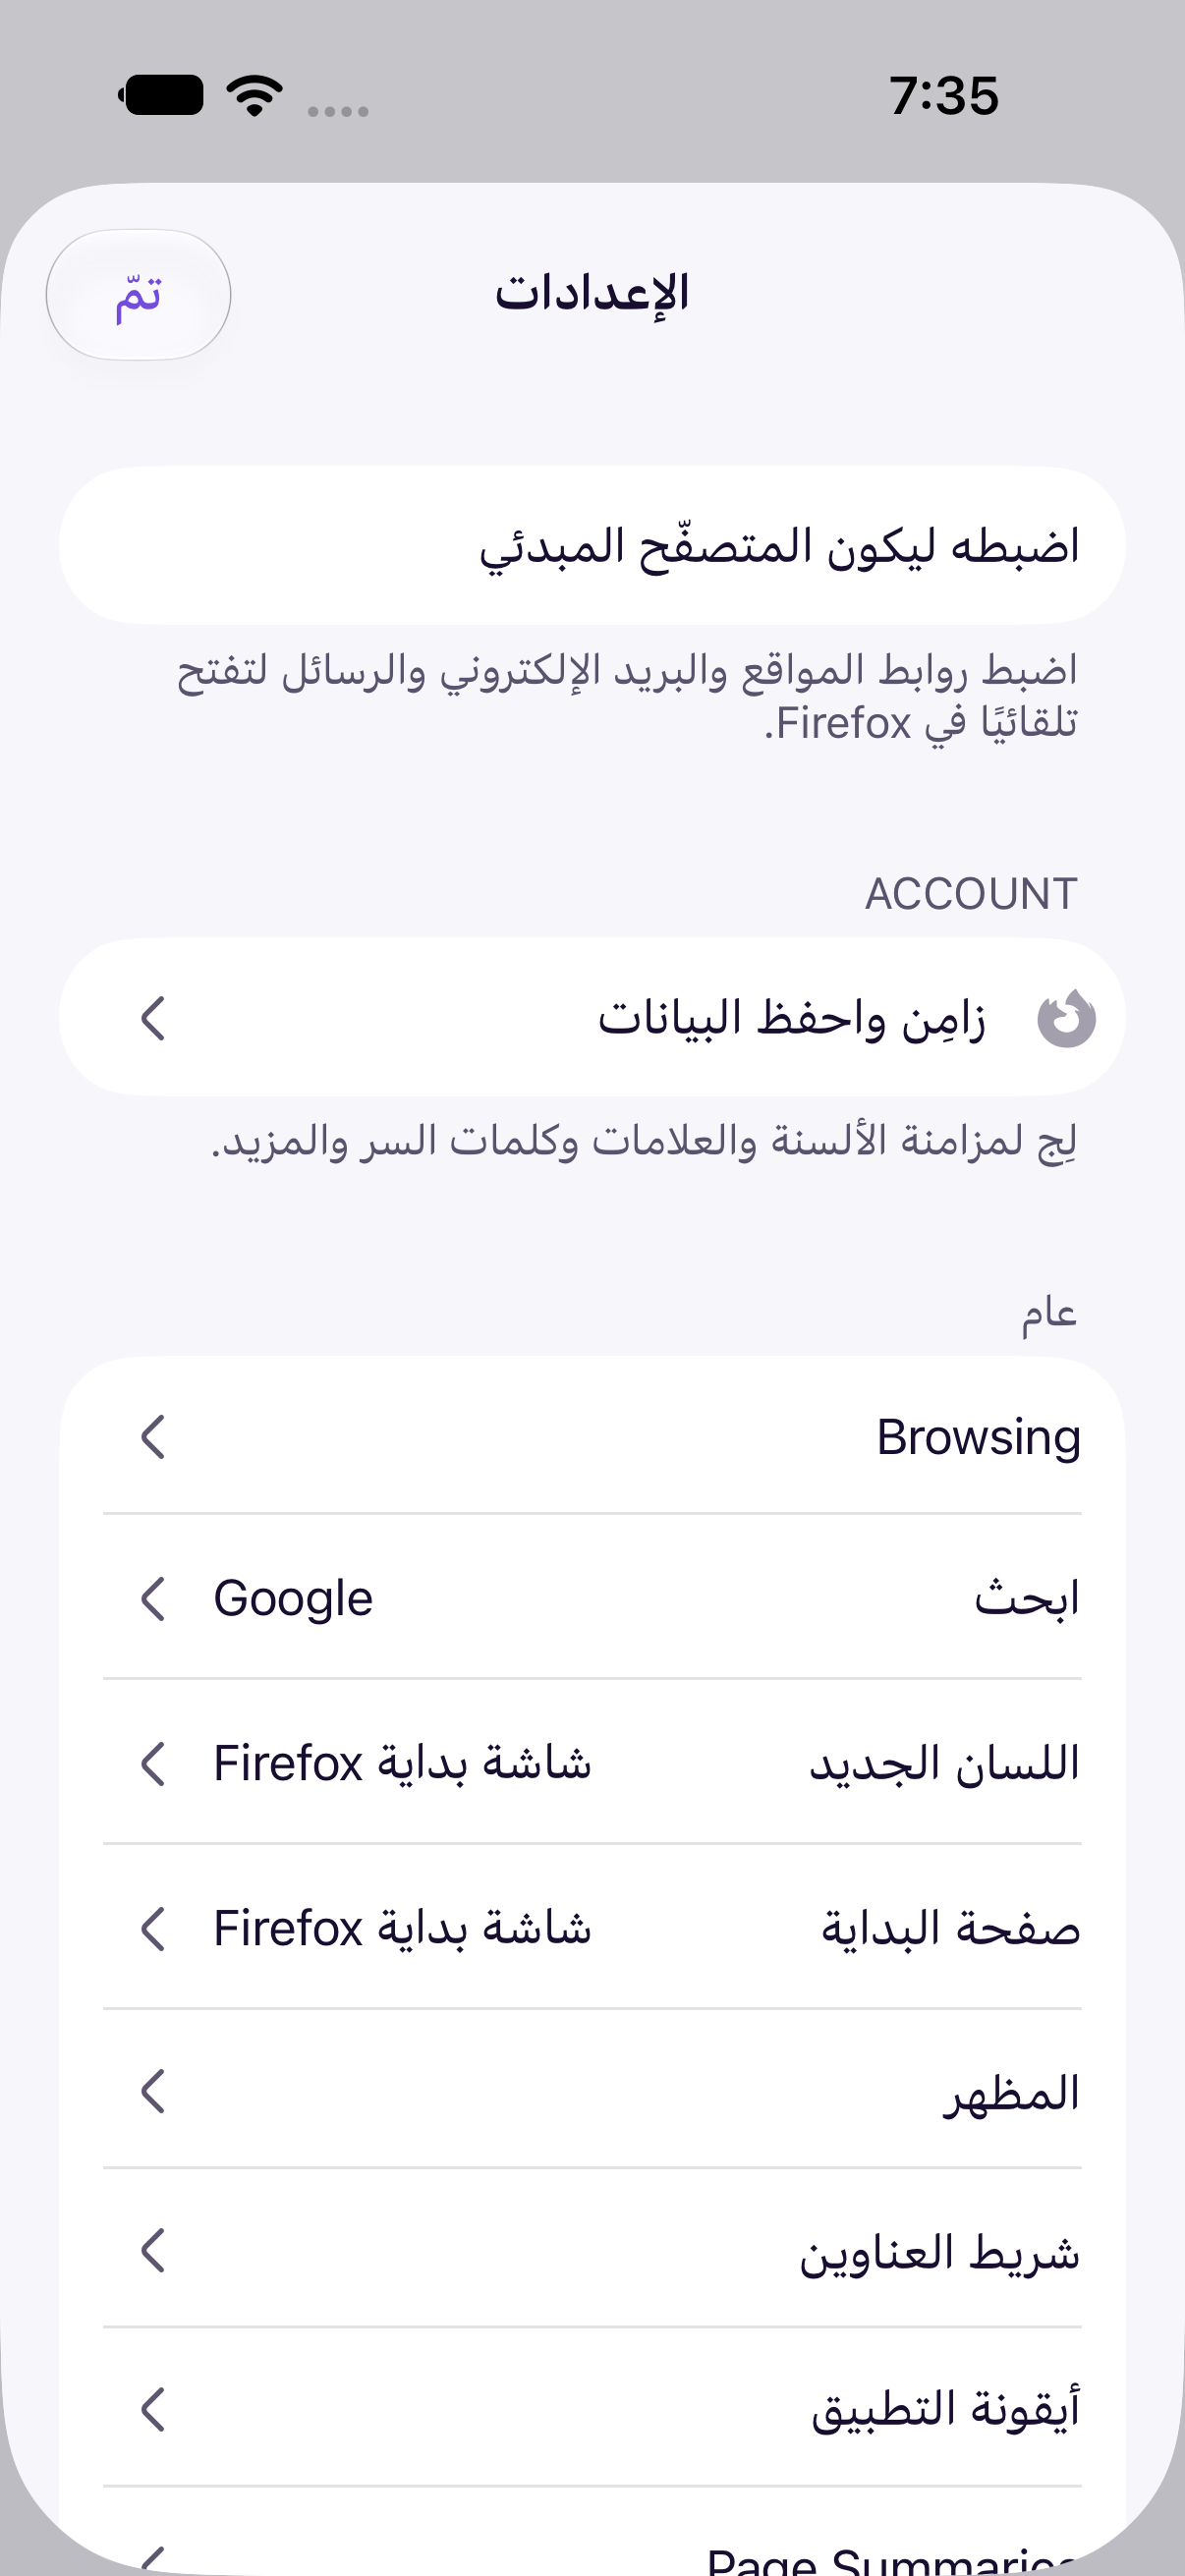 7:35
الإعدادات
تمّ
اضبطه ليكون المتصفّح المبدئي
اضبط روابط المواقع والبريد الإلكتروني والرسائل لتفتح
تلقائيًا في Firefox.
ACCOUNT
زامِن واحفظ البيانات
لِج لمزامنة الألسنة والعلامات وكلمات السر والمزيد.
عام
Browsing
ابحث Google
اللسان الجديد شاشة بداية Firefox
صفحة البداية شاشة بداية Firefox
المظهر
شريط العناوين
أيقونة التطبيق
Page Summaries